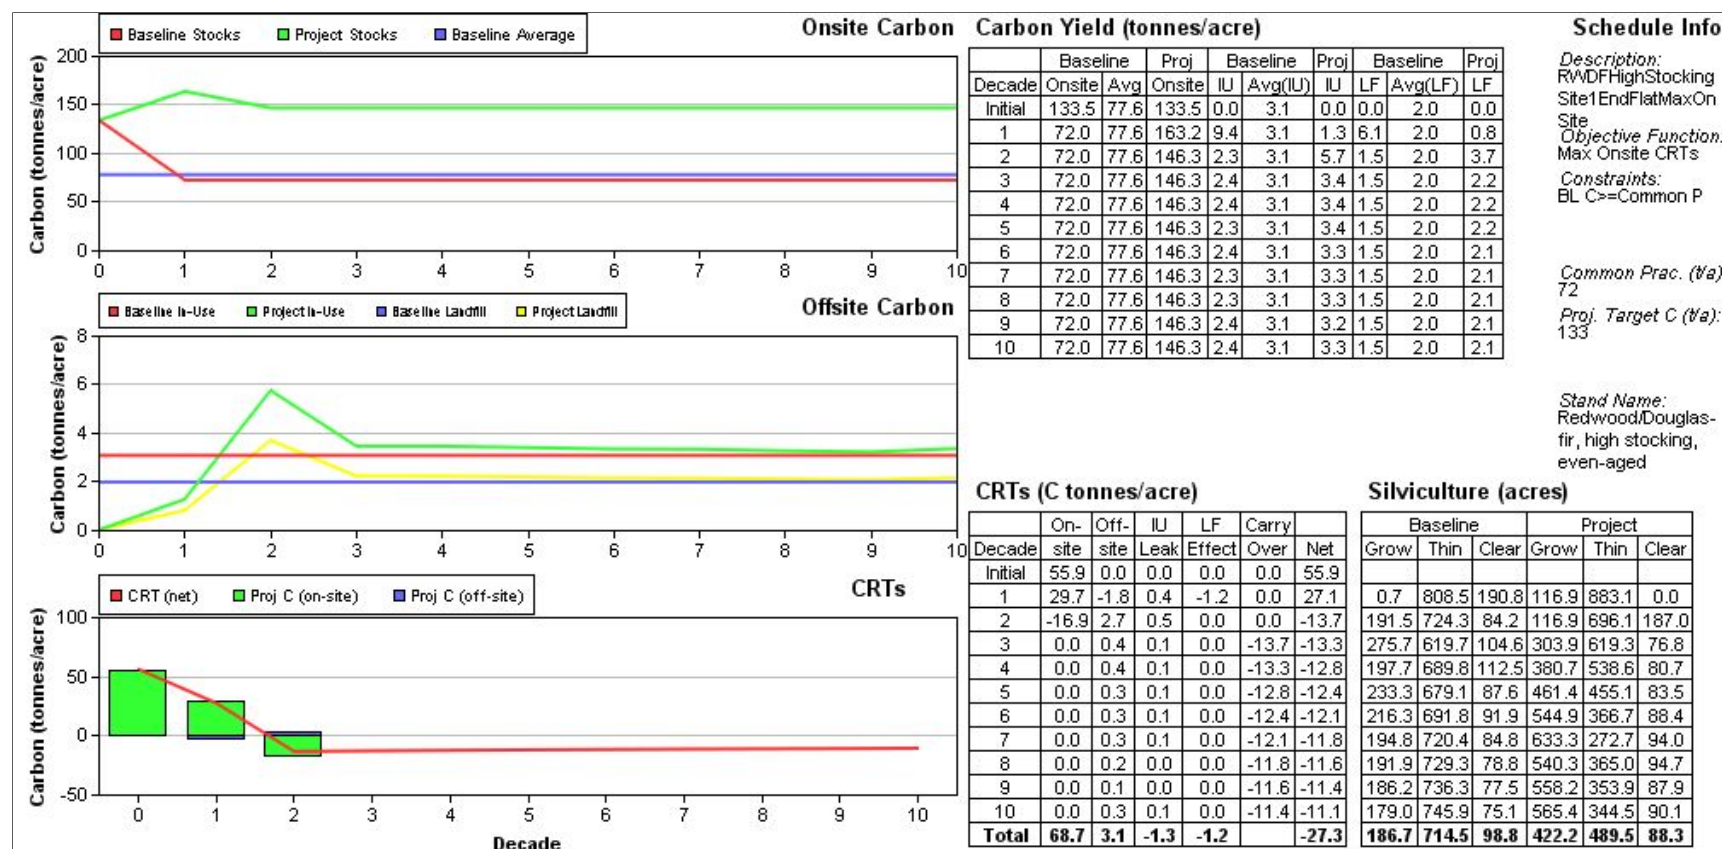 Baseline Stocks Project Stocks Baseline Average
Onsite Carbon
Carbon (tonnes/acre)
200
150
100
50
0
0 1 2 3 4 5 6 7 8 9 10
Baseline In-Use Project In-Use Baseline Landfill Project Landfill
Offsite Carbon
Carbon (tonnes/acre)
8
6
4
2
0
0 1 2 3 4 5 6 7 8 9 10
CRT (net) Proj C (on-site) Proj C (off-site)
CRTs
Carbon (tonnes/acre)
100
50
0
-50
0 1 2 3 4 5 6 7 8 9 10
Decade
Carbon Yield (tonnes/acre)
Baseline Proj Baseline Proj Baseline Proj
Decade Onsite Avg Onsite IU Avg(IU) IU LF Avg(LF) LF
Initial 133.5 77.6 133.5 0.0 3.1 0.0 0.0 2.0 0.0
1 72.0 77.6 163.2 9.4 3.1 1.3 6.1 2.0 0.8
2 72.0 77.6 146.3 2.3 3.1 5.7 1.5 2.0 3.7
3 72.0 77.6 146.3 2.4 3.1 3.4 1.5 2.0 2.2
4 72.0 77.6 146.3 2.4 3.1 3.4 1.5 2.0 2.2
5 72.0 77.6 146.3 2.3 3.1 3.4 1.5 2.0 2.2
6 72.0 77.6 146.3 2.4 3.1 3.3 1.5 2.0 2.1
7 72.0 77.6 146.3 2.3 3.1 3.3 1.5 2.0 2.1
8 72.0 77.6 146.3 2.3 3.1 3.3 1.5 2.0 2.1
9 72.0 77.6 146.3 2.4 3.1 3.2 1.5 2.0 2.1
10 72.0 77.6 146.3 2.4 3.1 3.3 1.5 2.0 2.1
Schedule Info
Description:
RWDFHighStocking
Site1EndFlatMaxOn
Site
Objective Function:
Max Onsite CRTs
Constraints:
BL C>=Common P
Common Prac. (t/a)
72
Proj. Target C (t/a):
133
Stand Name:
Redwood/Douglas-
fir, high stocking,
even-aged
CRTs (C tonnes/acre)
On- Off- IU LF Carry
Decade site site Leak Effect Over Net
Initial 55.9 0.0 0.0 0.0 0.0 55.9
1 29.7 -1.8 0.4 -1.2 0.0 27.1
2 -16.9 2.7 0.5 0.0 0.0 -13.7
3 0.0 0.4 0.1 0.0 -13.7 -13.3
4 0.0 0.4 0.1 0.0 -13.3 -12.8
5 0.0 0.3 0.1 0.0 -12.8 -12.4
6 0.0 0.3 0.1 0.0 -12.4 -12.1
7 0.0 0.3 0.1 0.0 -12.1 -11.8
8 0.0 0.2 0.0 0.0 -11.8 -11.6
9 0.0 0.1 0.0 0.0 -11.6 -11.4
10 0.0 0.3 0.1 0.0 -11.4 -11.1
Total 68.7 3.1 -1.3 -1.2 -27.3
Silviculture (acres)
Baseline Project
Grow Thin Clear Grow Thin Clear
0.7 808.5 190.8 116.9 883.1 0.0
191.5 724.3 84.2 116.9 696.1 187.0
275.7 619.7 104.6 303.9 619.3 76.8
197.7 689.8 112.5 380.7 538.6 80.7
233.3 679.1 87.6 461.4 455.1 83.5
216.3 691.8 91.9 544.9 366.7 88.4
194.8 720.4 84.8 633.3 272.7 94.0
191.9 729.3 78.8 540.3 365.0 94.7
186.2 736.3 77.5 558.2 353.9 87.9
179.0 745.9 75.1 565.4 344.5 90.1
186.7 714.5 98.8 422.2 489.5 88.3